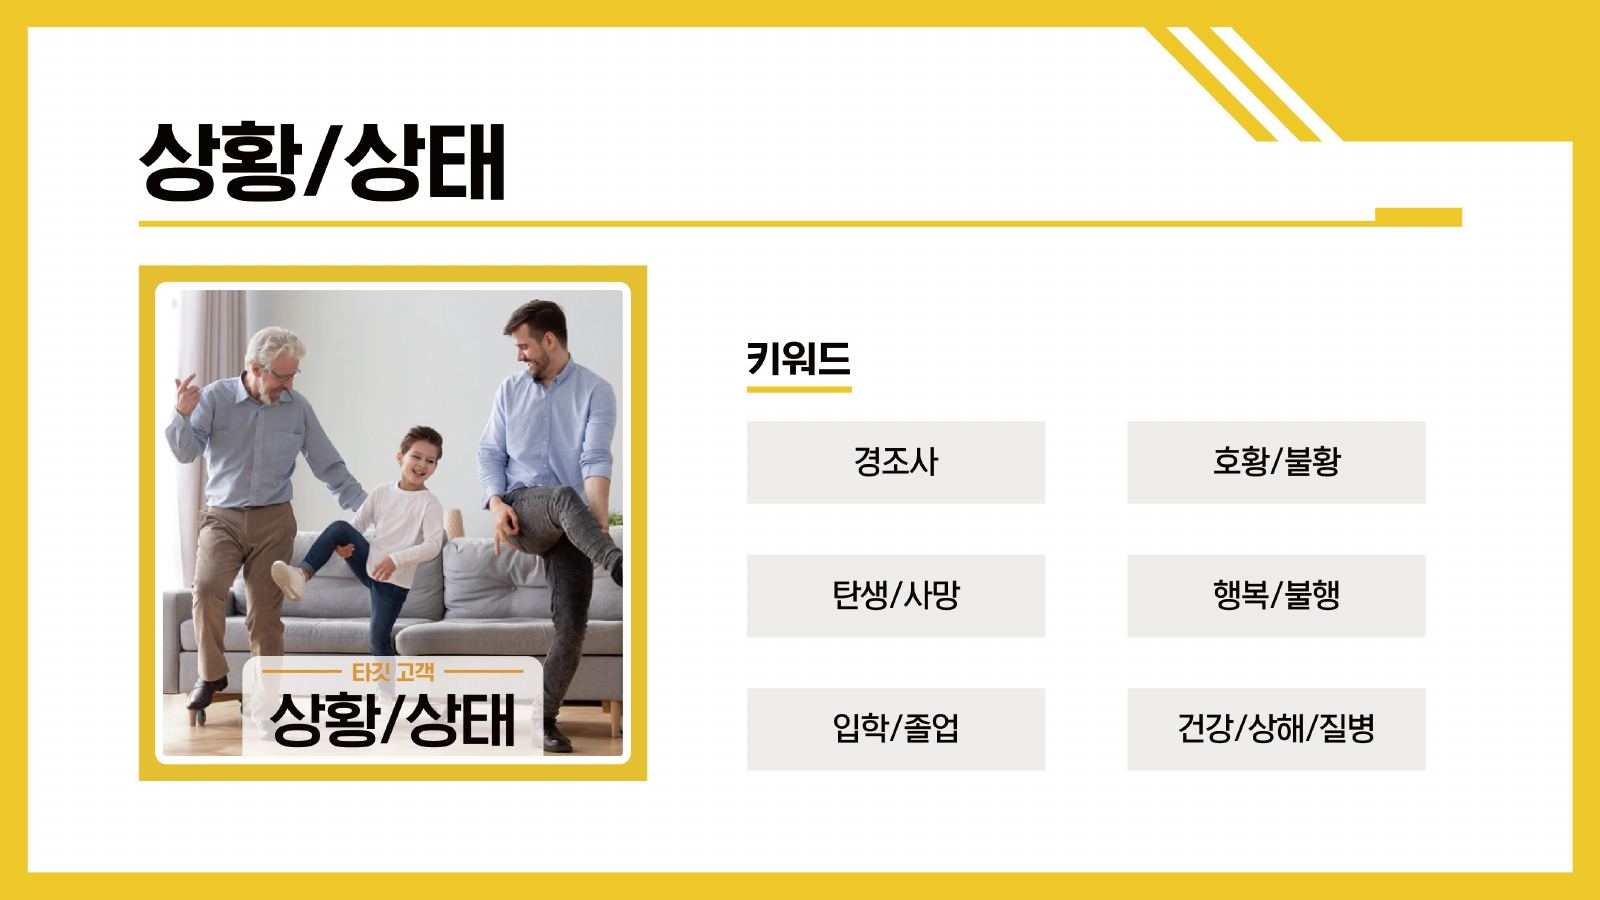 상황/상태
타깃 고객
상황/상태
키워드
경조사
호황/불황
탄생/사망
행복/불행
입학/졸업
건강/상해/질병